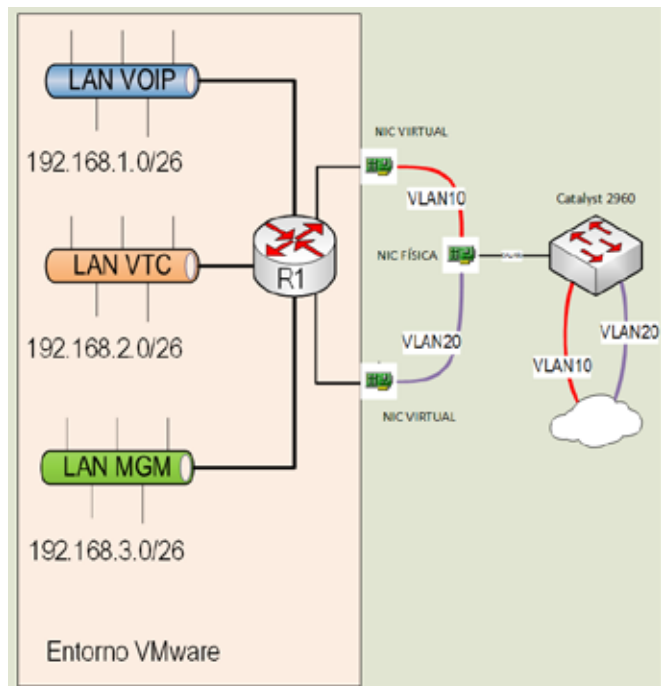 LAN VOIP
192.168.1.0/26
LAN VTC
192.168.2.0/26
LAN MGM
192.168.3.0/26
R1
Entorno VMware
NIC VIRTUAL
VLAN10
NIC FÍSICA
VLAN20
NIC VIRTUAL
Catalyst 2960
VLAN20
VLAN10